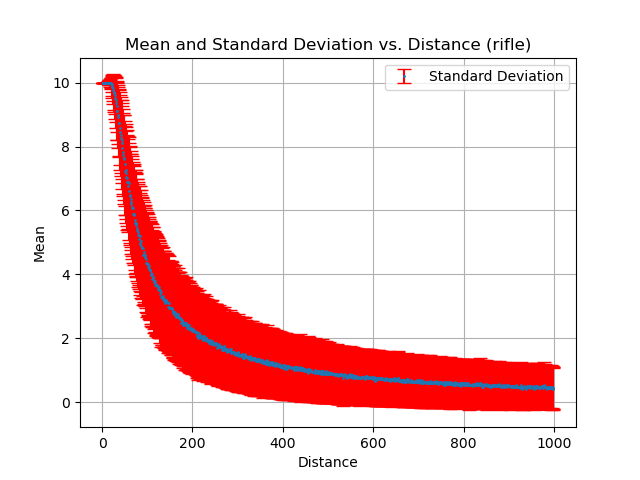 Mean and Standard Deviation vs. Distance (rifle)
Standard Deviation
10
8
6
4
2
0
Mean
0 200 400 600 800 1000
Distance